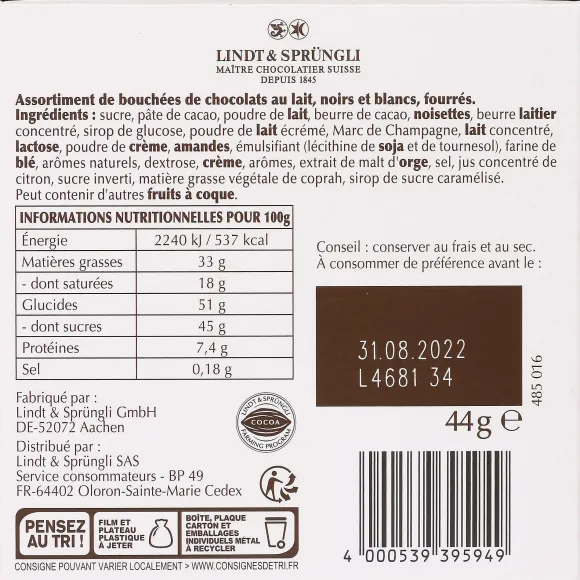 LINDT & SPRÜNGLI
MAÎTRE CHOCOLATIER SUISSE
DEPUIS 1845
Assortiment de bouchées de chocolats au lait, noirs et blancs, fourrés.
Ingrédients : sucre, pâte de cacao, poudre de lait, beurre de cacao, noisettes, beurre laitier
concentré, sirop de glucose, poudre de lait écrémé, Marc de Champagne, lait concentré,
lactose, poudre de crème, amandes, émulsifiant (lécithine de soja et de tournesol), farine de
blé, arômes naturels, dextrose, crème, arômes, extrait de malt d'orge, sel, jus concentré de
citron, sucre inverti, matière grasse végétale de coprah, sirop de sucre caramélisé.
Peut contenir d'autres fruits à coque.
INFORMATIONS NUTRITIONNELLES POUR 100g
Énergie 2240 kJ / 537 kcal
Matières grasses 33 g
- dont saturées 18 g
Glucides 51 g
- dont sucres 45 g
Protéines 7,4 g
Sel 0,18 g
Conseil : conserver au frais et au sec.
À consommer de préférence avant le :
31.08.2022
L4681 34
485 016
44g e
Fabriqué par :
Lindt & Sprüngli GmbH
DE-52072 Aachen
Distribué par :
Lindt & Sprüngli SAS
Service consommateurs - BP 49
FR-64402 Oloron-Sainte-Marie Cedex
LINDT & SPRÜNGLI
COCOA
FARMING PROGRAM
PENSEZ
AU TRI !
FILM ET
PLATEAU
PLASTIQUE
À JETER
BOÎTE, PLAQUE
CARTON ET
EMBALLAGES
INDIVIDUELS MÉTAL
À RECYCLER
CONSIGNE POUVANT VARIER LOCALEMENT > WWW.CONSIGNESDETRI.FR
4 000539 395949